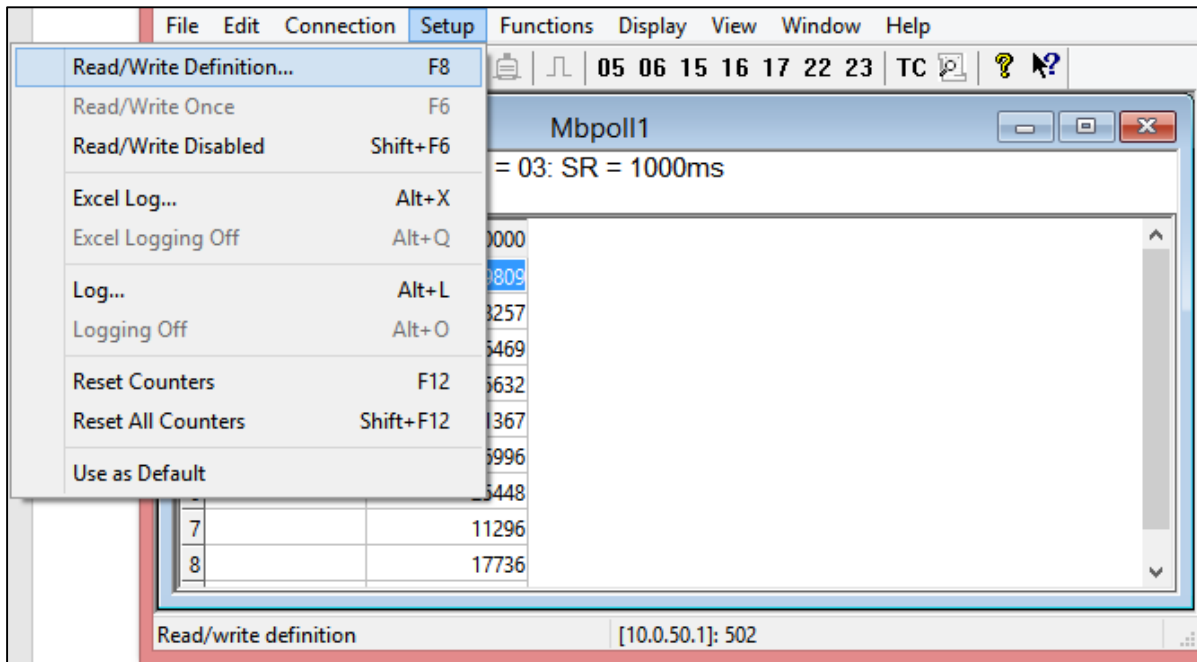 File Edit Connection Setup Functions Display View Window Help
Read/Write Definition... F8
05 06 15 16 17 22 23 TC
Read/Write Once F6
Mbpoll1
Read/Write Disabled Shift+F6
= 03: SR = 1000ms
Excel Log... Alt+X
Excel Logging Off Alt+Q
Log... Alt+L
Logging Off Alt+O
Reset Counters F12
Reset All Counters Shift+F12
Use as Default
7 11296
8 17736
Read/write definition [10.0.50.1]: 502